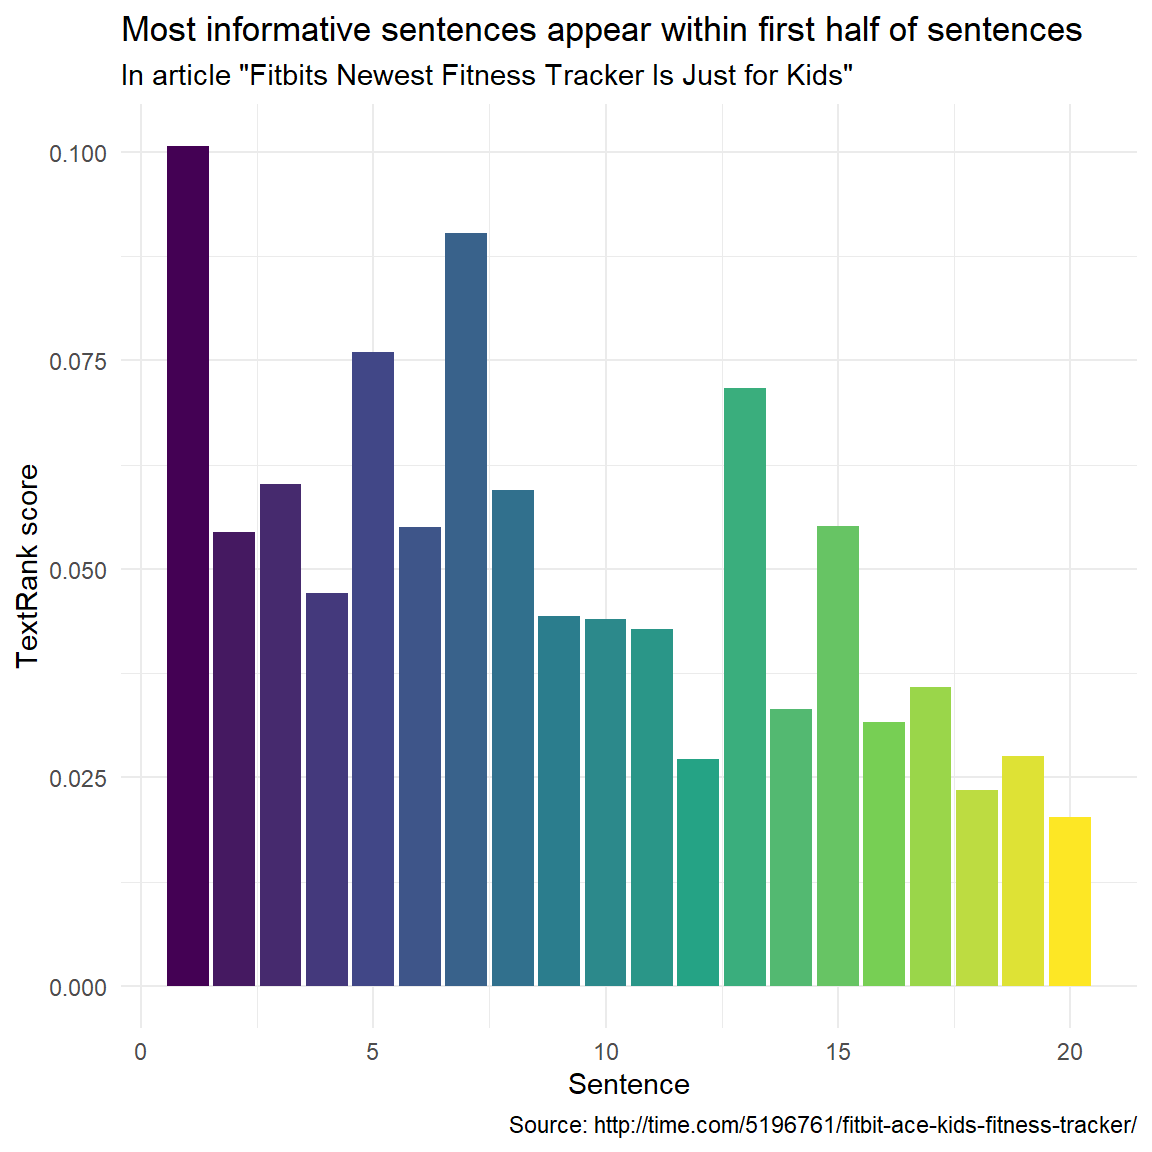 Most informative sentences appear within first half of sentences
In article "Fitbits Newest Fitness Tracker Is Just for Kids"
0.100
0.075
0.050
0.025
0.000
TextRank score
0 5 10 15 20
Sentence
Source: http://time.com/5196761/fitbit-ace-kids-fitness-tracker/